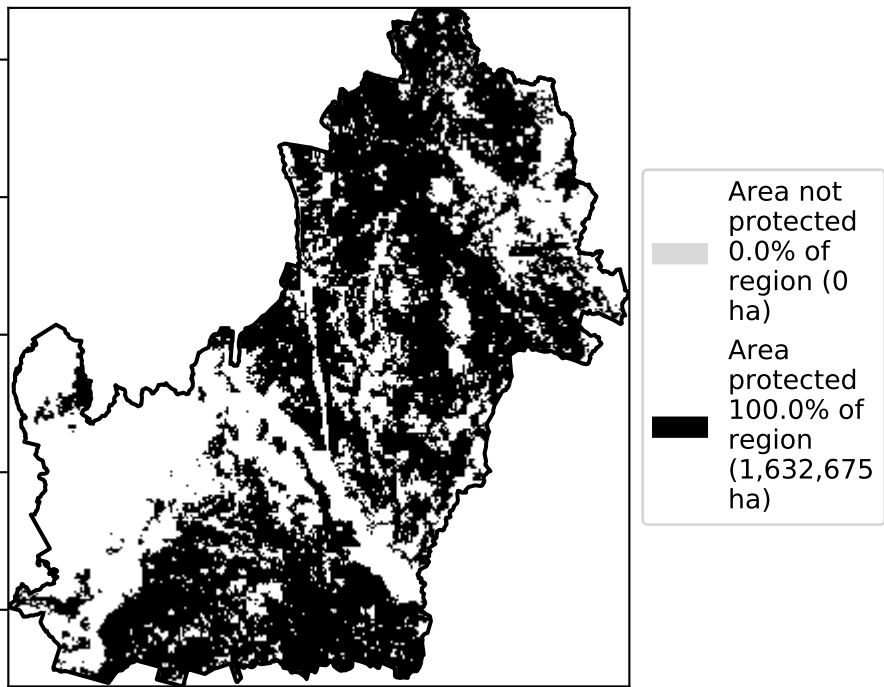 Area not
protected
0.0% of
region (0
ha)
Area
protected
100.0% of
region
(1,632,675
ha)